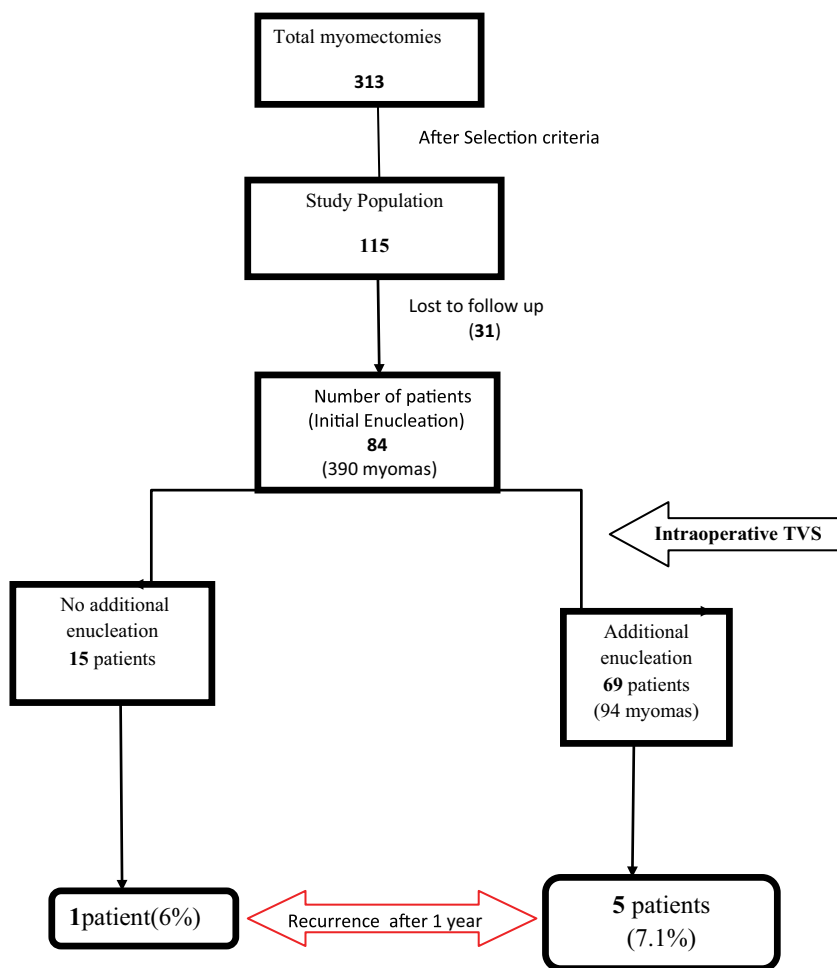 Total myomectomies
313
After Selection criteria
Study Population
115
Lost to follow up
(31)
Number of patients
(Initial Enucleation)
84
(390 myomas)
Intraoperative TVS
No additional
enucleation
15 patients
Additional
enucleation
69 patients
(94 myomas)
1patient(6%)
Recurrence after 1 year
5 patients
(7.1%)